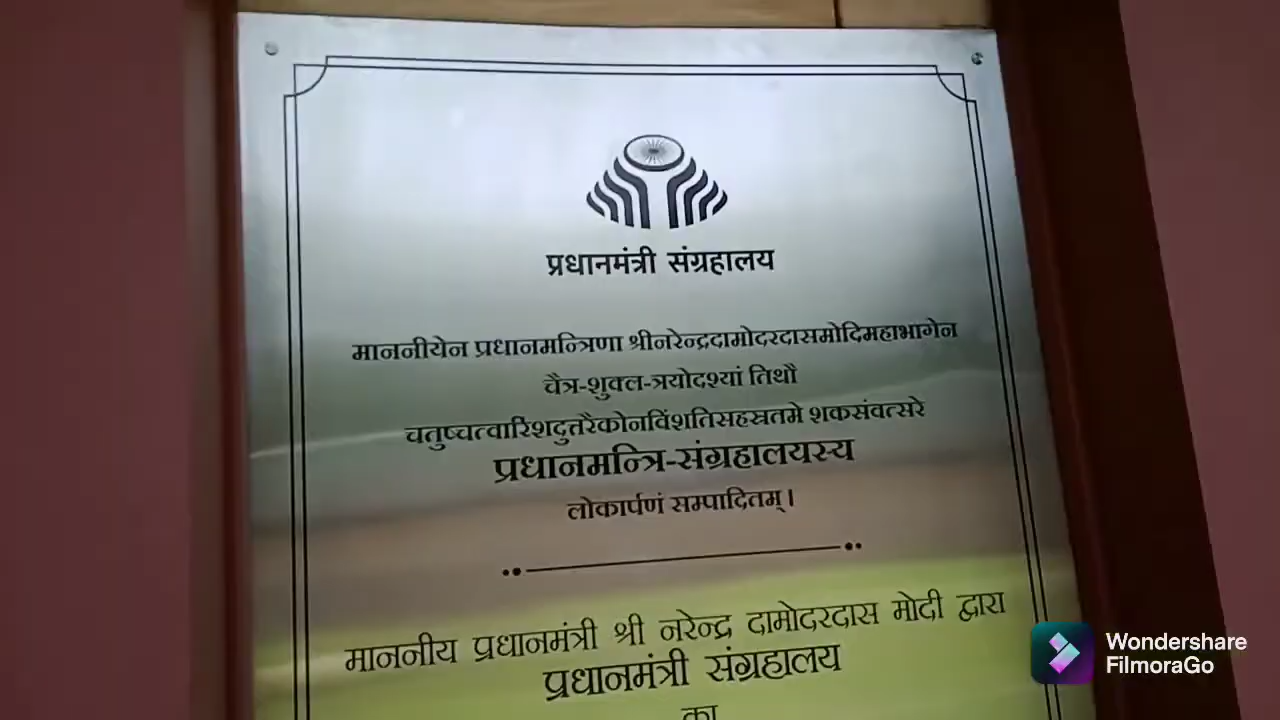 प्रधानमंत्री संग्रहालय
माननीयेन प्रधानमन्त्रिणा श्रीनरेन्द्रदामोदरदासमोदिमहाभागेन
चैत्र-शुक्ल-त्रयोदश्यां तिथौ
चतुष्चत्वारिंशदुत्तरैकोनविंशतिसहस्रतमे शकसंवत्सरे
प्रधानमन्त्रि-संग्रहालयस्य
लोकार्पणं सम्पादितम्।
माननीय प्रधानमंत्री श्री नरेन्द्र दामोदरदास मोदी द्वारा
प्रधानमंत्री संग्रहालय
का
Wondershare
FilmoraGo